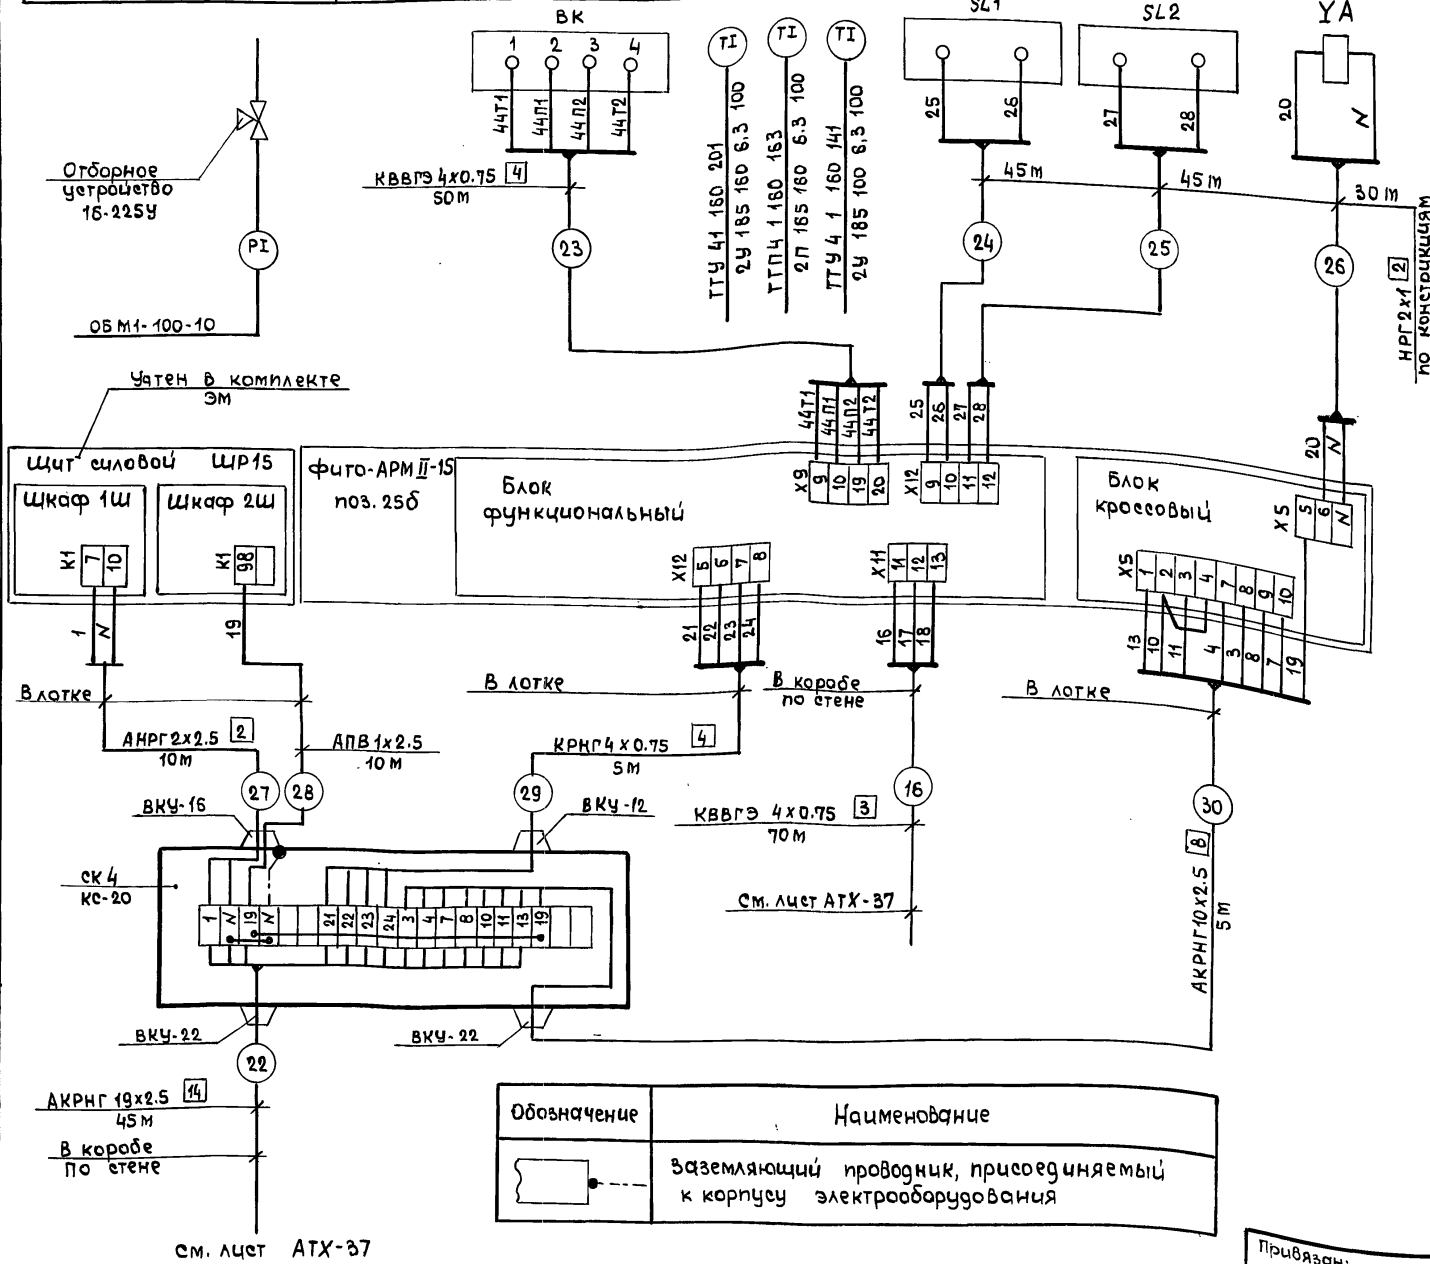 ВК
1 2 3 4
44Т1
44П1
44П2
44Т2
КВВГЭ 4х0.75 4
50м
23
TI
TI
TI
ТТУ 41 160 201
2У 185 160 6.3 100
ТТП4 1 160 163
2П 165 160 6.3 100
ТТУ 4 1 160 141
2У 185 100 6.3 100
SL1
25
26
SL2
27
28
YA
20
N
45м
45м
30м
24
25
26
НРГ 2х1 2
по конструкциям
Отборное
устройство
16-225У
PI
ОБМ1-100-10
Учтен в комплекте
ЭМ
Щит силовой ШР15
Шкаф 1Ш
К1
7
10
1
N
Шкаф 2Ш
К1
98
19
Фито-АРМ II-15
поз. 25б
Блок
функциональный
44Т1
44П1
44П2
44Т2
Х9
9
10
19
20
25
26
27
28
Х12
9
10
11
12
Х12
5
6
7
8
21
22
23
24
Х11
11
12
13
16
17
18
Блок
кроссовый
20
N
Х5
5
6
N
Х5
1
2
3
4
7
8
9
10
13
10
11
4
3
8
7
19
В лотке
В лотке
В коробе
по стене
В лотке
АНРГ 2х2.5 2
10м
АПВ 1х2.5
10м
КРНГ 4х0.75 4
5м
27
28
29
16
30
ВКУ-16
ВКУ-12
КВВГЭ 4х0.75 3
70м
См. лист АТХ-37
АКРНГ 10х2.5 8
5м
СК 4
КС-20
1
N
19
N
21
22
23
24
3
4
7
8
10
11
13
19
ВКУ-22
ВКУ-22
22
АКРНГ 19х2.5 14
45м
В коробе
По стене
См. лист АТХ-37
Обозначение
Наименование
Заземляющий проводник, присоединяемый
к корпусу электрооборудования
Привязан: